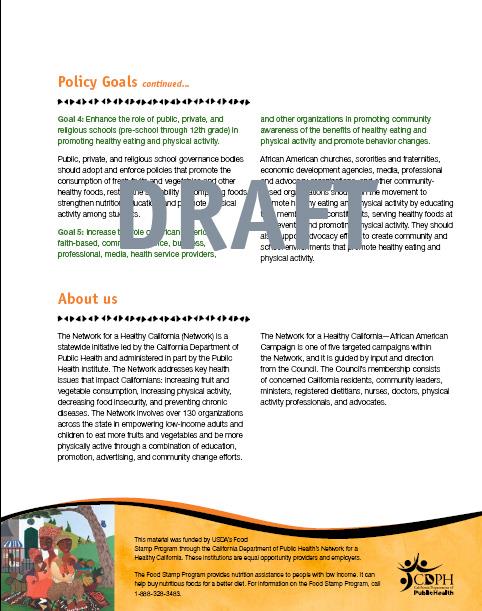 Policy Goals continued...
Goal 4: Enhance the role of public, private, and
religious schools (pre-school through 12th grade) in
promoting healthy eating and physical activity.
Public, private, and religious school governance bodies
should adopt and enforce policies that promote the
consumption of fresh fruits and vegetables and other
healthy foods, of competing foods,
strengthen nutrition education and promote physical
activity among students.
Goal 5: Increase the role of African American
faith-based, business,
professional, media, health service providers,
and other organizations in promoting community
awareness of the benefits of healthy eating and
physical activity and promote behavior changes.
African American churches, sororities and fraternities,
economic development agencies, media, professional
and advocacy organizations, and other community-
based organizations should join the movement to
promote healthy eating and physical activity by educating
constituents, serving healthy foods at
events and promoting physical activity. They should
also support advocacy efforts to create community and
school environments that promote healthy eating and
physical activity.
DRAFT
About us
The Network for a Healthy California (Network) is a
statewide initiative led by the California Department of
Public Health and administered in part by the Public
Health Institute. The Network addresses key health
issues that impact Californians: increasing fruit and
vegetable consumption, increasing physical activity,
decreasing food insecurity, and preventing chronic
diseases. The Network involves over 130 organizations
across the state in empowering low-income adults and
children to eat more fruits and vegetables and be more
physically active through a combination of education,
promotion, advertising, and community change efforts.
The Network for a Healthy California—African American
Campaign is one of five targeted campaigns within
the Network, and it is guided by input and direction
from the Council. The Council's membership consists
of concerned California residents, community leaders,
ministers, registered dietitians, nurses, doctors, physical
activity professionals, and advocates.
This material was funded by USDA's Food
Stamp Program through the California Department of Public Health's Network for a
Healthy California. These institutions are equal opportunity providers and employers.
The Food Stamp Program provides nutrition assistance to people with low income. It can
help buy nutritious foods for a better diet. For information on the Food Stamp Program, call
1-888-328-3483.
CDPH
California Department of
PublicHealth